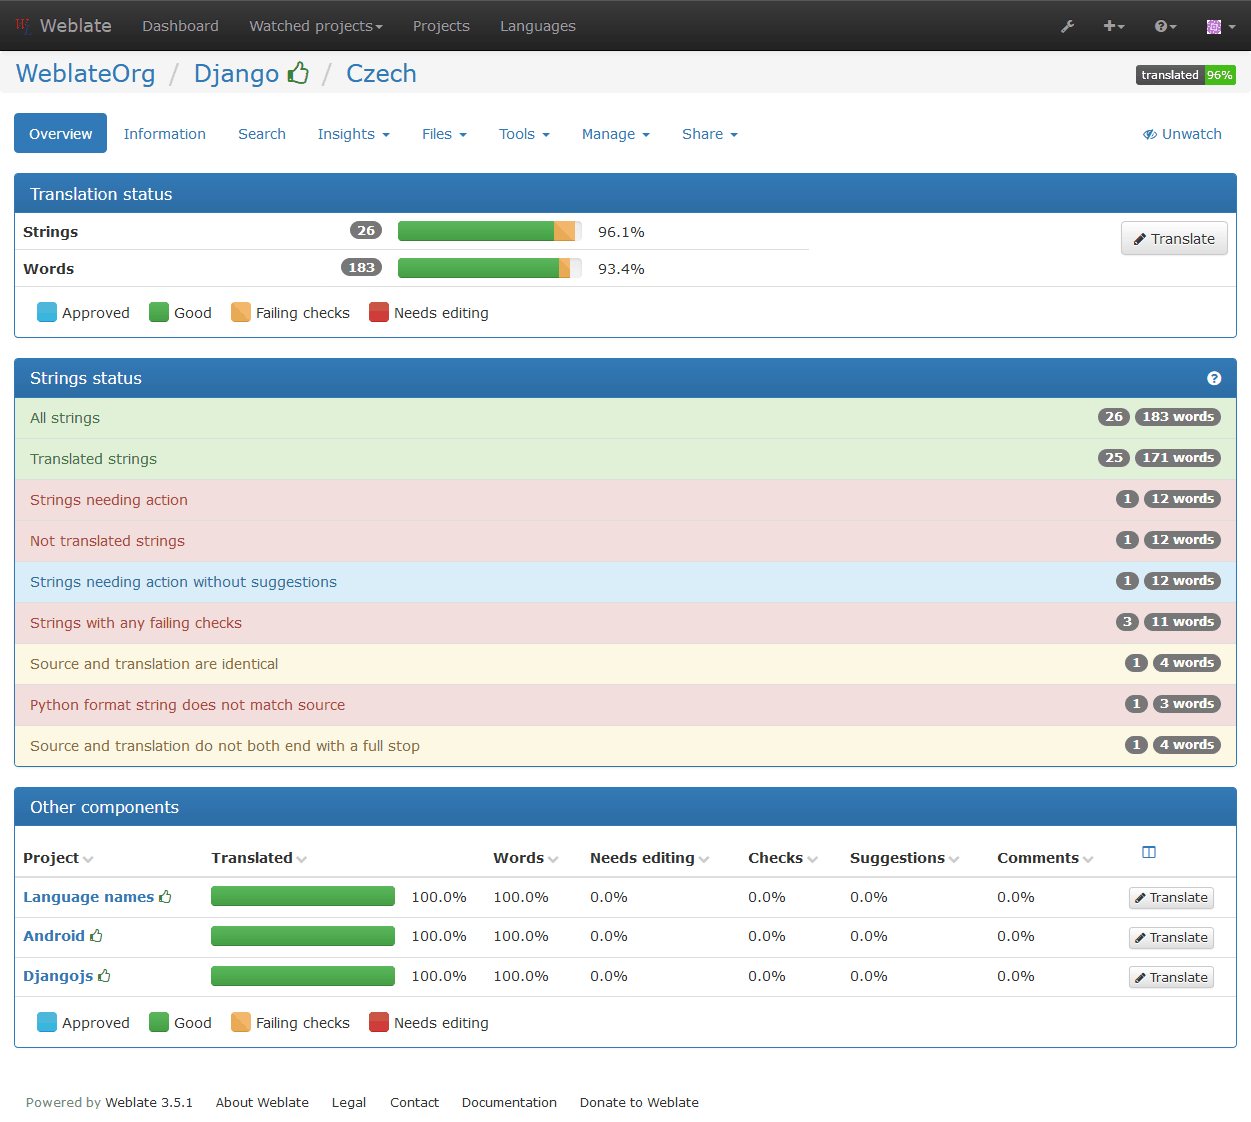 Weblate Dashboard Watched projects Projects Languages
WeblateOrg / Django / Czech translated 96%
Overview Information Search Insights Files Tools Manage Share Unwatch
Translation status
Strings 26 96.1% Translate
Words 183 93.4%
Approved Good Failing checks Needs editing
Strings status
All strings 26 183 words
Translated strings 25 171 words
Strings needing action 1 12 words
Not translated strings 1 12 words
Strings needing action without suggestions 1 12 words
Strings with any failing checks 3 11 words
Source and translation are identical 1 4 words
Python format string does not match source 1 3 words
Source and translation do not both end with a full stop 1 4 words
Other components
Project Translated Words Needs editing Checks Suggestions Comments
Language names 100.0% 100.0% 0.0% 0.0% 0.0% 0.0% Translate
Android 100.0% 100.0% 0.0% 0.0% 0.0% 0.0% Translate
Djangojs 100.0% 100.0% 0.0% 0.0% 0.0% 0.0% Translate
Approved Good Failing checks Needs editing
Powered by Weblate 3.5.1 About Weblate Legal Contact Documentation Donate to Weblate